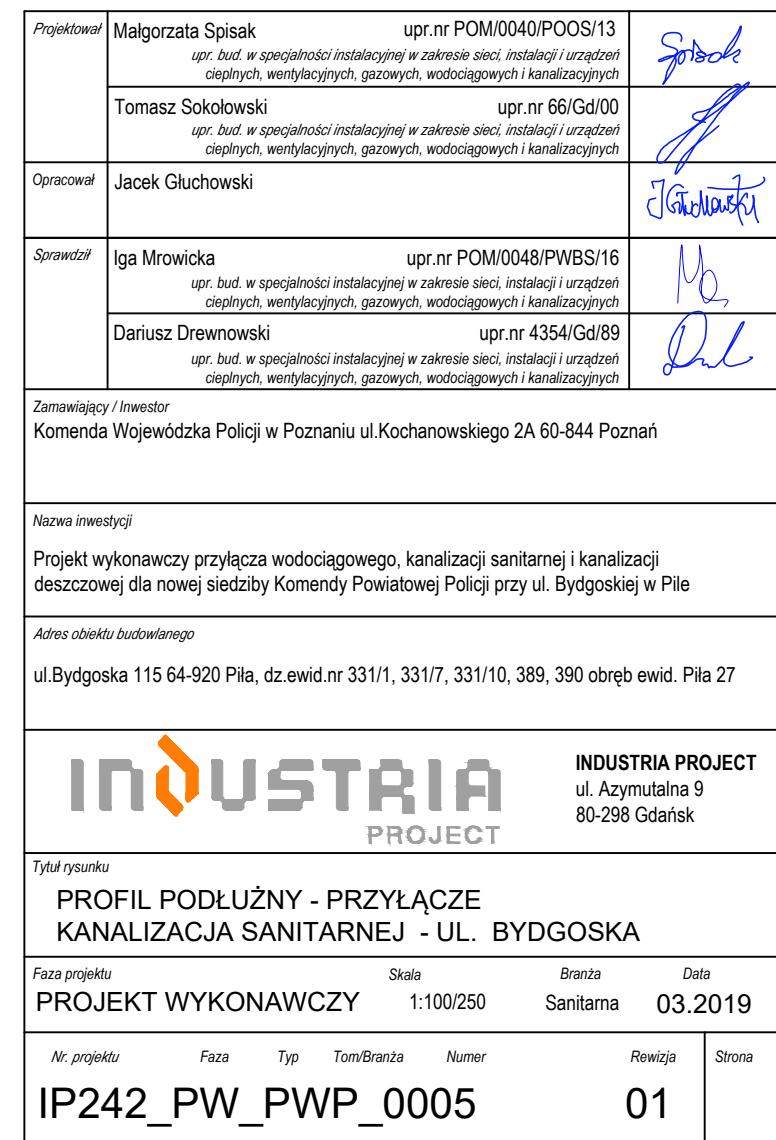 Projektował Małgorzata Spisak upr.nr POM/0040/POOS/13
upr. bud. w specjalności instalacyjnej w zakresie sieci, instalacji i urządzeń
cieplnych, wentylacyjnych, gazowych, wodociągowych i kanalizacyjnych
Spisak
Tomasz Sokołowski upr.nr 66/Gd/00
upr. bud. w specjalności instalacyjnej w zakresie sieci, instalacji i urządzeń
cieplnych, wentylacyjnych, gazowych, wodociągowych i kanalizacyjnych
Opracował Jacek Głuchowski
JGłuchowski
Sprawdził Iga Mrowicka upr.nr POM/0048/PWBS/16
upr. bud. w specjalności instalacyjnej w zakresie sieci, instalacji i urządzeń
cieplnych, wentylacyjnych, gazowych, wodociągowych i kanalizacyjnych
Dariusz Drewnowski upr.nr 4354/Gd/89
upr. bud. w specjalności instalacyjnej w zakresie sieci, instalacji i urządzeń
cieplnych, wentylacyjnych, gazowych, wodociągowych i kanalizacyjnych
Zamawiający / Inwestor
Komenda Wojewódzka Policji w Poznaniu ul.Kochanowskiego 2A 60-844 Poznań
Nazwa inwestycji
Projekt wykonawczy przyłącza wodociągowego, kanalizacji sanitarnej i kanalizacji
deszczowej dla nowej siedziby Komendy Powiatowej Policji przy ul. Bydgoskiej w Pile
Adres obiektu budowlanego
ul.Bydgoska 115 64-920 Piła, dz.ewid.nr 331/1, 331/7, 331/10, 389, 390 obręb ewid. Piła 27
INDUSTRIA
PROJECT
INDUSTRIA PROJECT
ul. Azymutalna 9
80-298 Gdańsk
Tytuł rysunku
PROFIL PODŁUŻNY - PRZYŁĄCZE
KANALIZACJA SANITARNEJ - UL. BYDGOSKA
Faza projektu Skala Branża Data
PROJEKT WYKONAWCZY 1:100/250 Sanitarna 03.2019
Nr. projektu Faza Typ Tom/Branża Numer Rewizja Strona
IP242_PW_PWP_0005 01